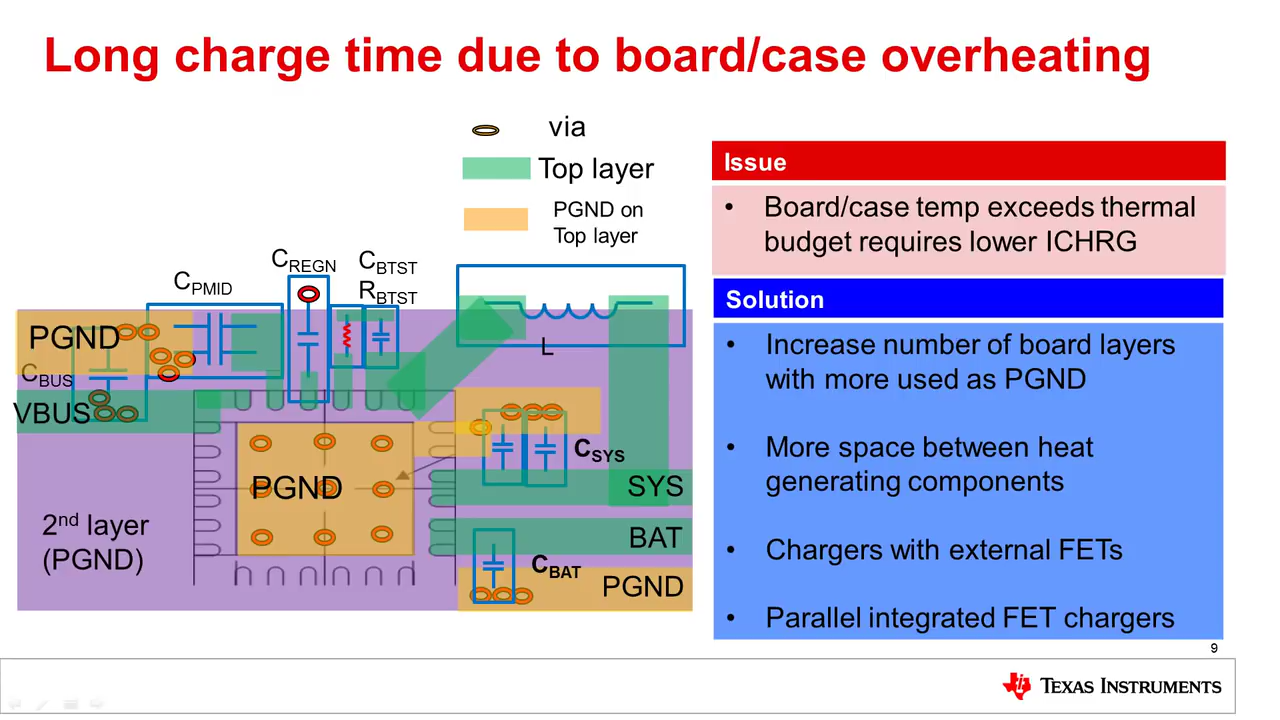 Long charge time due to board/case overheating
via
Top layer
PGND on
Top layer
CREGN
CBTST
CPMID
RBTST
L
PGND
CBUS
VBUS
CSYS
PGND
SYS
2nd layer
(PGND)
BAT
CBAT
PGND
Issue
• Board/case temp exceeds thermal
budget requires lower ICHRG
Solution
• Increase number of board layers
with more used as PGND
• More space between heat
generating components
• Chargers with external FETs
• Parallel integrated FET chargers
9
TEXAS INSTRUMENTS